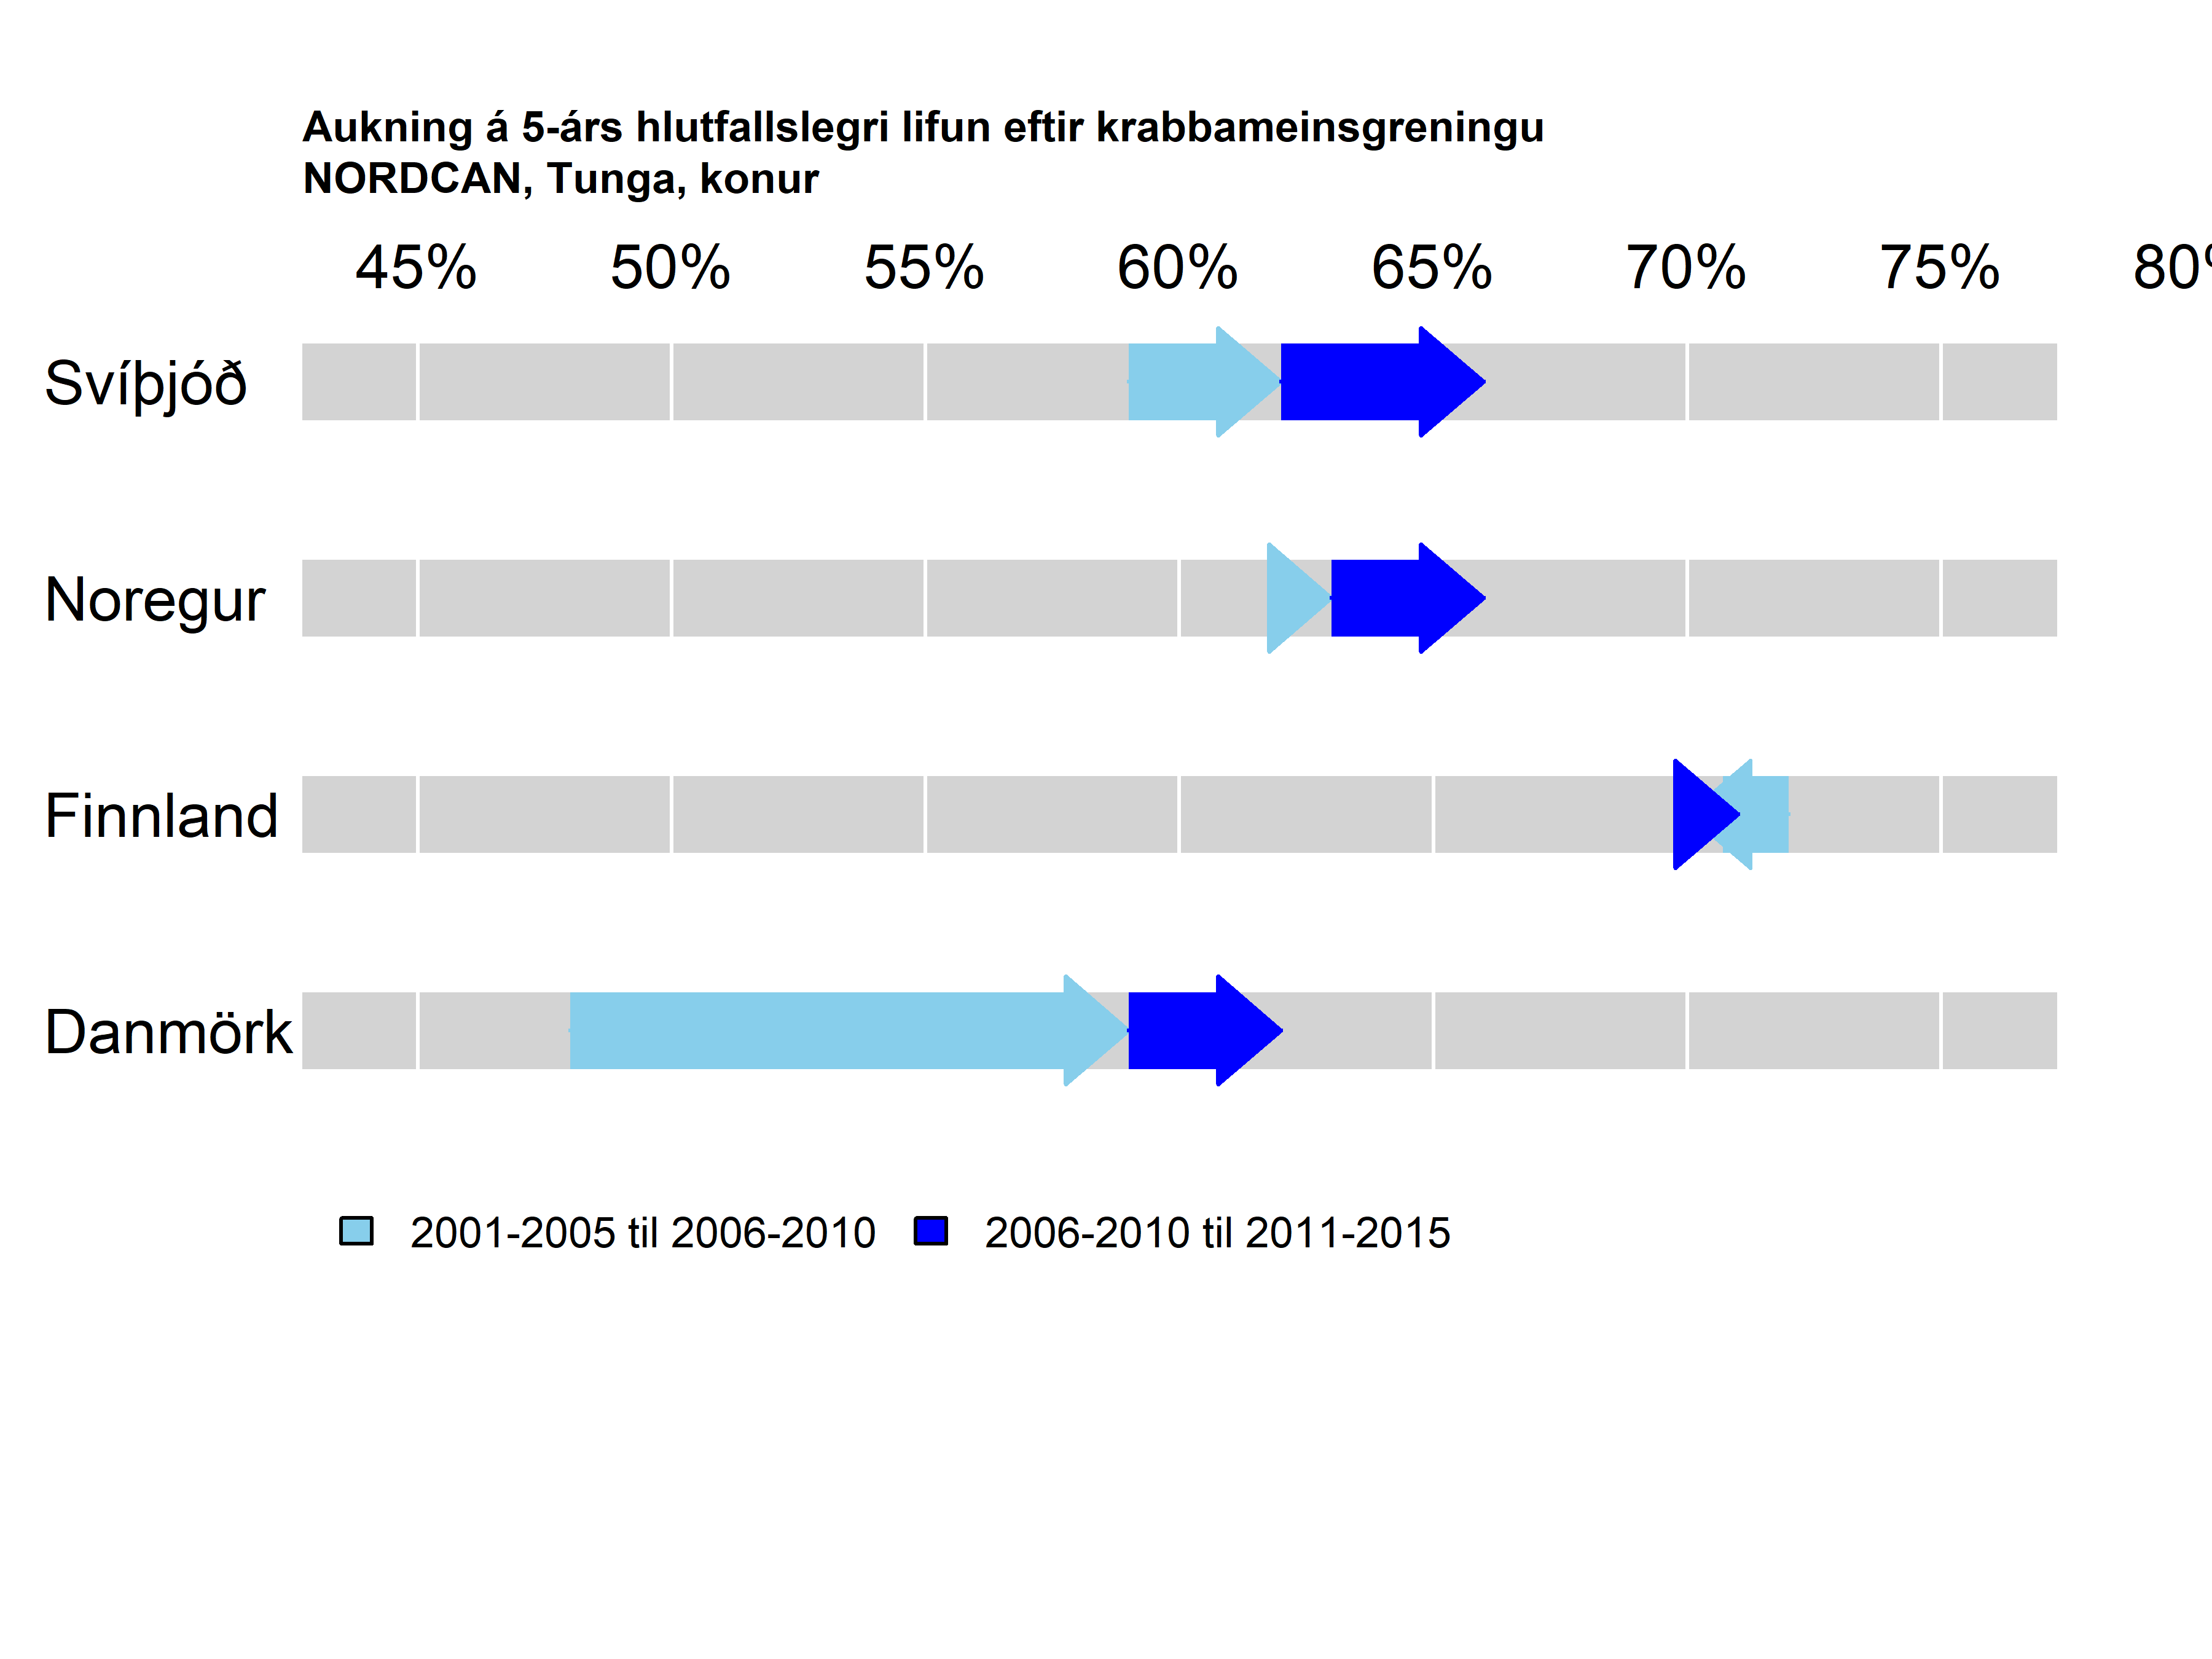 Aukning á 5-árs hlutfallslegri lifun eftir krabbameinsgreningu
NORDCAN, Tunga, konur
45% 50% 55% 60% 65% 70% 75% 80%
Svíþjóð
Noregur
Finnland
Danmörk
2001-2005 til 2006-2010 2006-2010 til 2011-2015